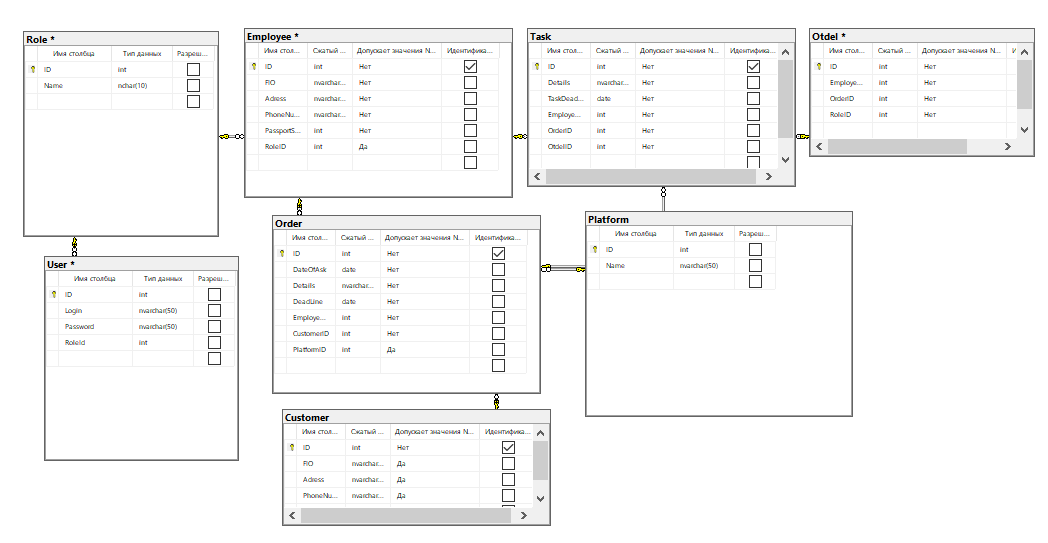 Role *
Имя столбца Тип данных Разреш...
ID int
Name nchar(10)
Employee *
Имя стол... Сжатый ... Допускает значения N... Идентифика...
ID int Нет
FIO nvarchar... Нет
Adress nvarchar... Нет
PhoneNu... nvarchar... Нет
PassportS... int Нет
RoleID int Да
Task
Имя стол... Сжатый ... Допускает значения N... Идентифика...
ID int Нет
Details nvarchar... Нет
TaskDead... date Нет
Employe... int Нет
OrderID int Нет
OtdelID int Нет
Otdel *
Имя стол... Сжатый ... Допускает значения N...
ID int Нет
Employe... int Нет
OrderID int Нет
RoleID int Нет
User *
Имя столбца Тип данных Разреш...
ID int
Login nvarchar(50)
Password nvarchar(50)
RoleId int
Order
Имя стол... Сжатый ... Допускает значения N... Идентифика...
ID int Нет
DateOfAsk date Нет
Details nvarchar... Нет
DeadLine date Нет
Employe... int Нет
CustomerID int Нет
PlatformID int Да
Platform
Имя столбца Тип данных Разреш...
ID int
Name nvarchar(50)
Customer
Имя стол... Сжатый ... Допускает значения N... Идентифика...
ID int Нет
FIO nvarchar... Да
Adress nvarchar... Да
PhoneNu... nvarchar... Да